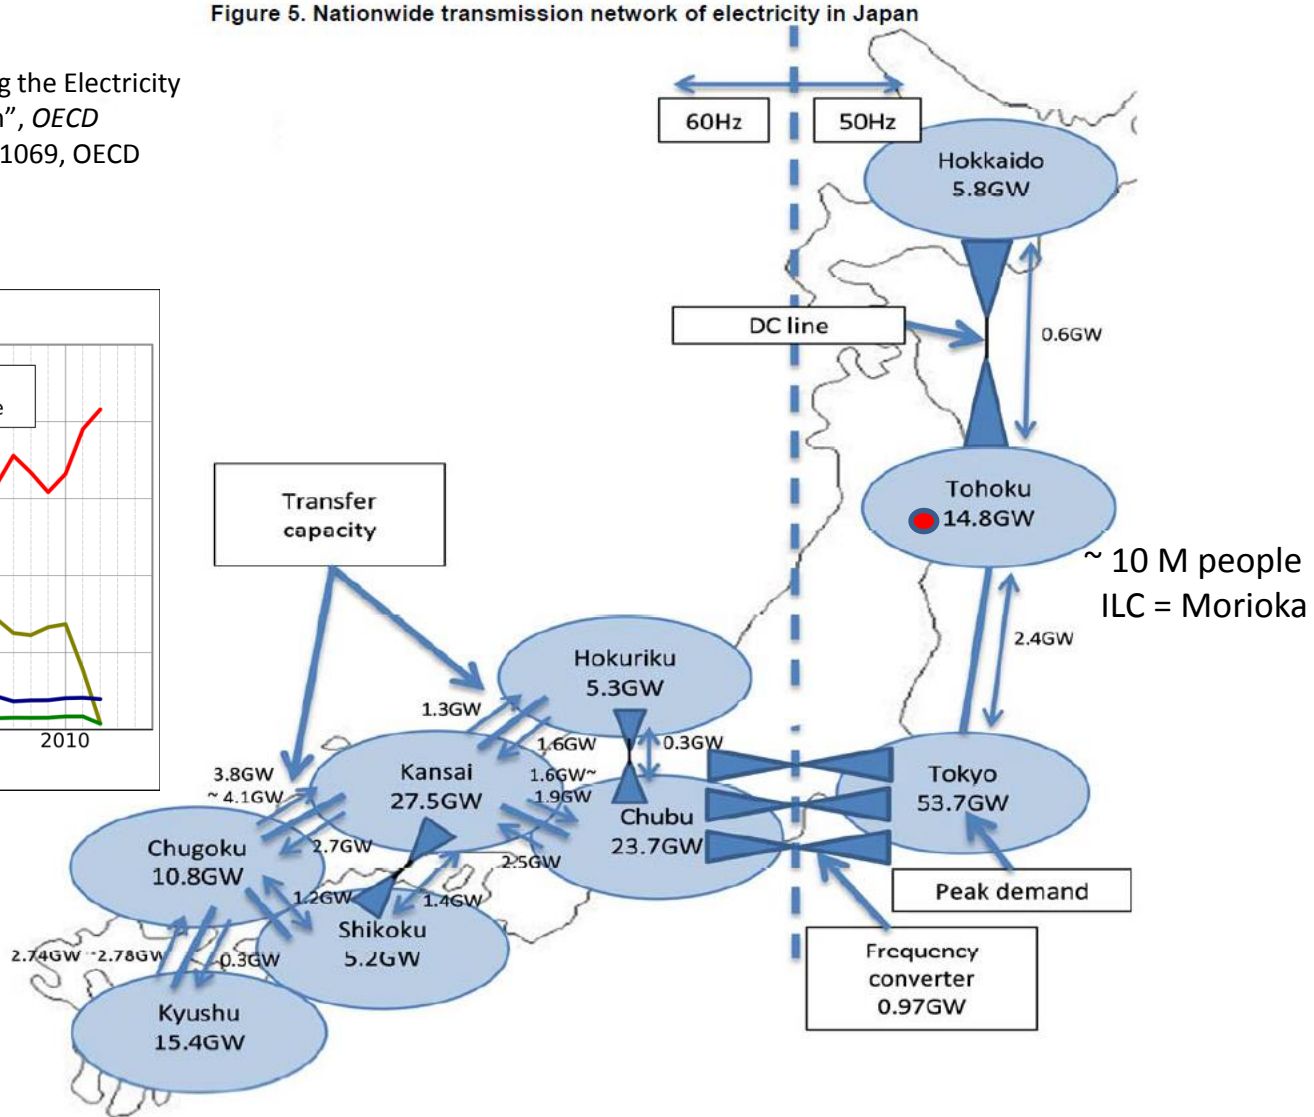 Figure 5. Nationwide transmission network of electricity in Japan
g the Electricity
n”, OECD
1069, OECD
60Hz
50Hz
Hokkaido
5.8GW
DC line
0.6GW
e
Transfer
capacity
Tohoku
14.8GW
~ 10 M people
ILC = Morioka
2.4GW
Hokuriku
5.3GW
1.3GW
1.6GW
0.3GW
2010
3.8GW
~ 4.1GW
Kansai
27.5GW
1.6GW~
1.9GW
Chubu
23.7GW
Tokyo
53.7GW
2.7GW
2.5GW
Chugoku
10.8GW
1.2GW
1.4GW
Peak demand
Shikoku
5.2GW
Frequency
converter
0.97GW
2.74GW ~2.78GW
0.3GW
Kyushu
15.4GW